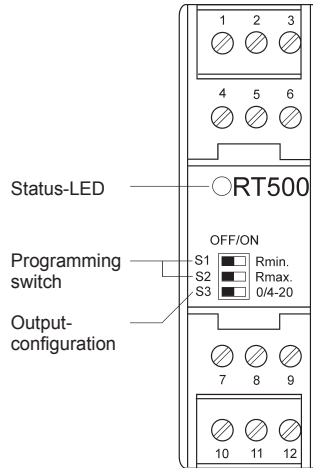 1 2 3
4 5 6
Status-LED
RT500
OFF/ON
Programming switch
S1 Rmin.
S2 Rmax.
S3 0/4-20
Output-
configuration
7 8 9
10 11 12